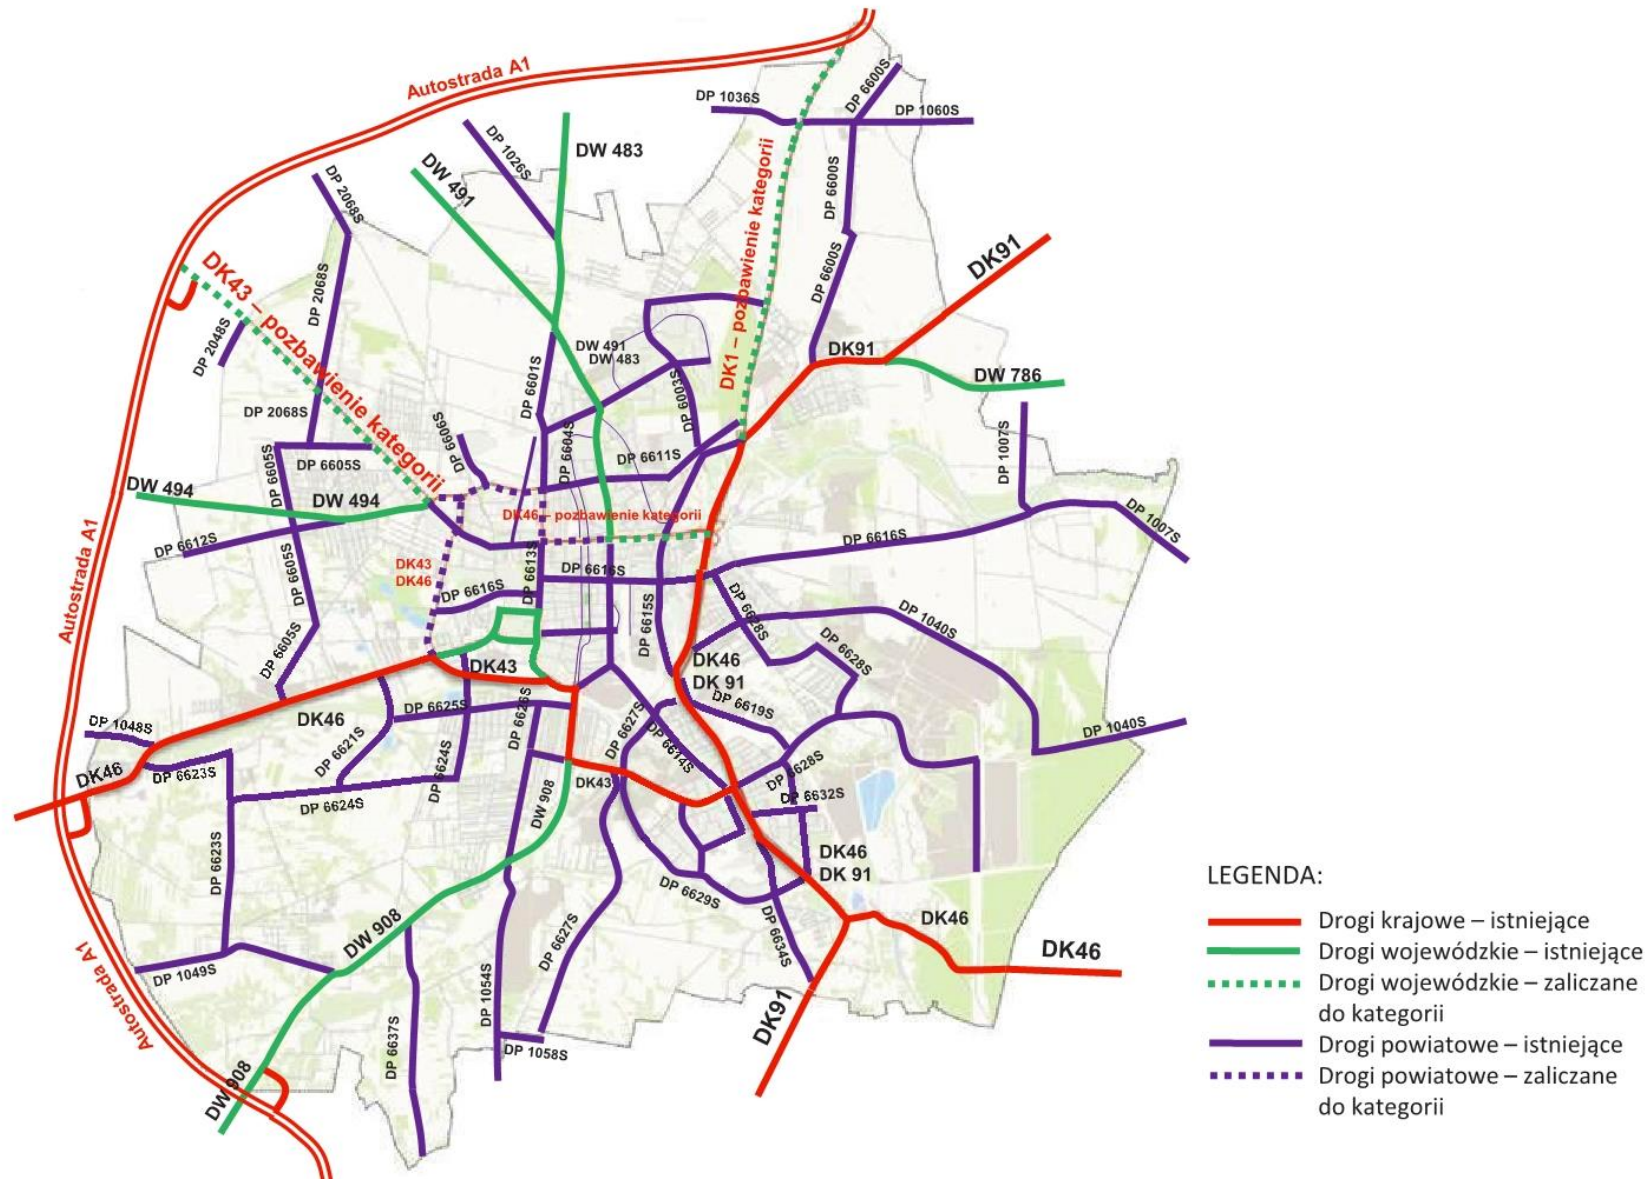 Autostrada A1
DP 1036S
DP 6600S
DP 1060S
DW 483
DP 1026S
DW 491
DP 2068S
DP 6600S
DK1 – pozbawienie kategorii
DK91
DP 6600S
DK43 – pozbawienie kategorii
DP 2068S
DP 2048S
DW 491
DW 483
DK91
DW 786
DP 6601S
DP 6003S
DP 2068S
DP 6606S
DP 6604S
DP 6611S
DP 1007S
DP 6605S
DP 6605S
DW 494
DW 494
DK46 – pozbawienie kategorii
DP 1007S
DP 6612S
DP 6616S
Autostrada A1
DP 6605S
DK43
DK46
DP 6613S
DP 6616S
DP 6616S
DP 6615S
DP 6628S
DP 1040S
DP 6605S
DP 6628S
DK43
DK46
DK 91
DP 1048S
DK46
DP 6625S
DP 6626S
DP 6619S
DP 6627S
DP 1040S
DP 6621S
DP 6614S
DK46
DP 6623S
DP 6624S
DP 6628S
DK43
DP 6624S
DW 908
DP 6632S
DP 6623S
DK46
DK 91
DP 6629S
DW 908
DP 6627S
DP 6634S
DK46
DK46
DP 1049S
Autostrada A1
DP 1054S
DK91
DP 6637S
DP 1058S
DW 908
LEGENDA:
Drogi krajowe – istniejące
Drogi wojewódzkie – istniejące
Drogi wojewódzkie – zaliczane
do kategorii
Drogi powiatowe – istniejące
Drogi powiatowe – zaliczane
do kategorii